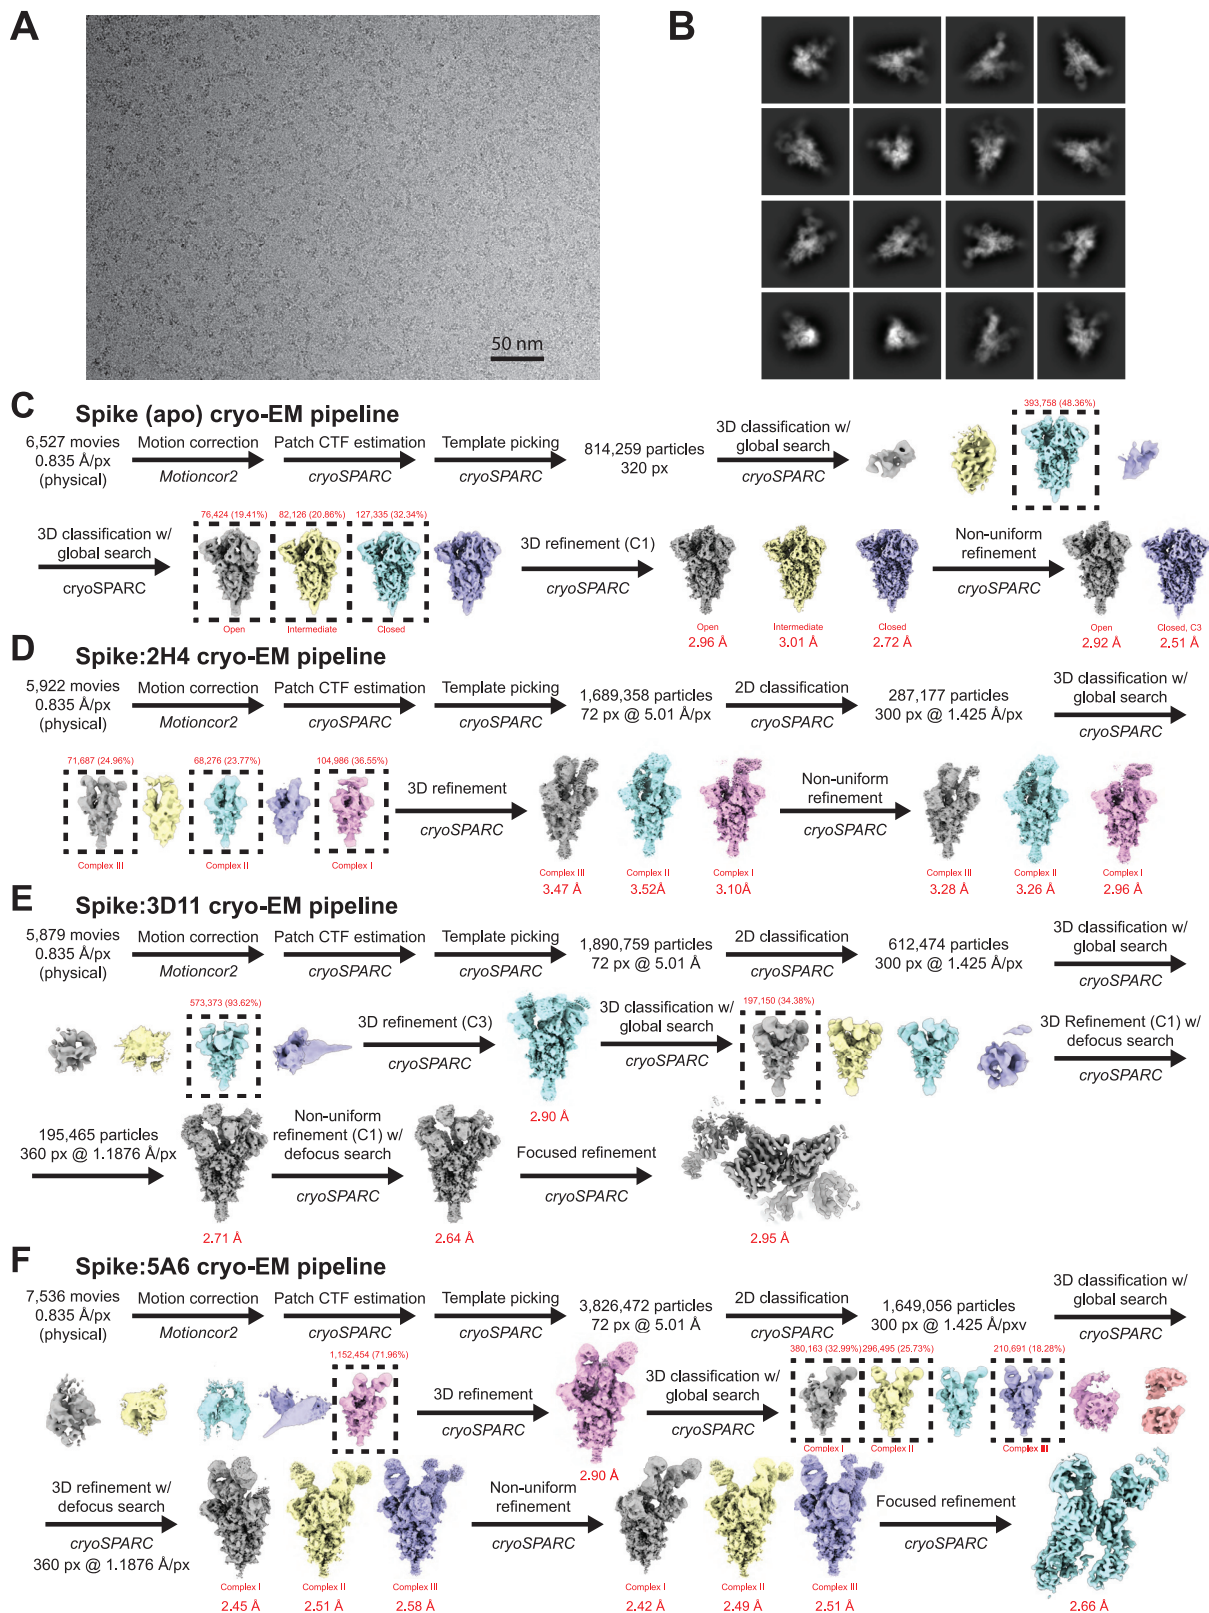 A
B
50 nm
C
Spike (apo) cryo-EM pipeline
6,527 movies
0.835 Å/px
(physical)
Motion correction
Motioncor2
Patch CTF estimation
cryoSPARC
Template picking
cryoSPARC
814,259 particles
320 px
3D classification w/
global search
cryoSPARC
393,758 (48.36%)
3D classification w/
global search
cryoSPARC
76,424 (19.41%)
82,126 (20.86%)
127,335 (32.34%)
Open
Intermediate
Closed
3D refinement (C1)
cryoSPARC
Open
2.96 Å
Intermediate
3.01 Å
Closed
2.72 Å
Non-uniform
refinement
cryoSPARC
Open
2.92 Å
Closed, C3
2.51 Å
D
Spike:2H4 cryo-EM pipeline
5,922 movies
0.835 Å/px
(physical)
Motion correction
Motioncor2
Patch CTF estimation
cryoSPARC
Template picking
cryoSPARC
1,689,358 particles
72 px @ 5.01 Å/px
2D classification
cryoSPARC
287,177 particles
300 px @ 1.425 Å/px
3D classification w/
global search
cryoSPARC
71,687 (24.96%)
68,276 (23.77%)
104,986 (36.55%)
Complex III
Complex II
Complex I
3D refinement
cryoSPARC
Complex III
3.47 Å
Complex II
3.52Å
Complex I
3.10Å
Non-uniform
refinement
cryoSPARC
Complex III
3.28 Å
Complex II
3.26 Å
Complex I
2.96 Å
E
Spike:3D11 cryo-EM pipeline
5,879 movies
0.835 Å/px
(physical)
Motion correction
Motioncor2
Patch CTF estimation
cryoSPARC
Template picking
cryoSPARC
1,890,759 particles
72 px @ 5.01 Å
2D classification
cryoSPARC
612,474 particles
300 px @ 1.425 Å/px
3D classification w/
global search
cryoSPARC
573,373 (93.62%)
3D refinement (C3)
cryoSPARC
2.90 Å
3D classification w/
global search
cryoSPARC
197,150 (34.38%)
3D Refinement (C1) w/
defocus search
cryoSPARC
195,465 particles
360 px @ 1.1876 Å/px
2.71 Å
Non-uniform
refinement (C1) w/
defocus search
cryoSPARC
2.64 Å
Focused refinement
cryoSPARC
2.95 Å
F
Spike:5A6 cryo-EM pipeline
7,536 movies
0.835 Å/px
(physical)
Motion correction
Motioncor2
Patch CTF estimation
cryoSPARC
Template picking
cryoSPARC
3,826,472 particles
72 px @ 5.01 Å
2D classification
cryoSPARC
1,649,056 particles
300 px @ 1.425 Å/pxv
3D classification w/
global search
cryoSPARC
1,152,454 (71.96%)
3D refinement
cryoSPARC
2.90 Å
3D classification w/
global search
cryoSPARC
380,163 (32.99%)
296,495 (25.73%)
210,691 (18.28%)
Complex I
Complex II
Complex III
3D refinement w/
defocus search
cryoSPARC
360 px @ 1.1876 Å/px
Complex I
2.45 Å
Complex II
2.51 Å
Complex III
2.58 Å
Non-uniform
refinement
cryoSPARC
Complex I
2.42 Å
Complex II
2.49 Å
Complex III
2.51 Å
Focused refinement
cryoSPARC
2.66 Å